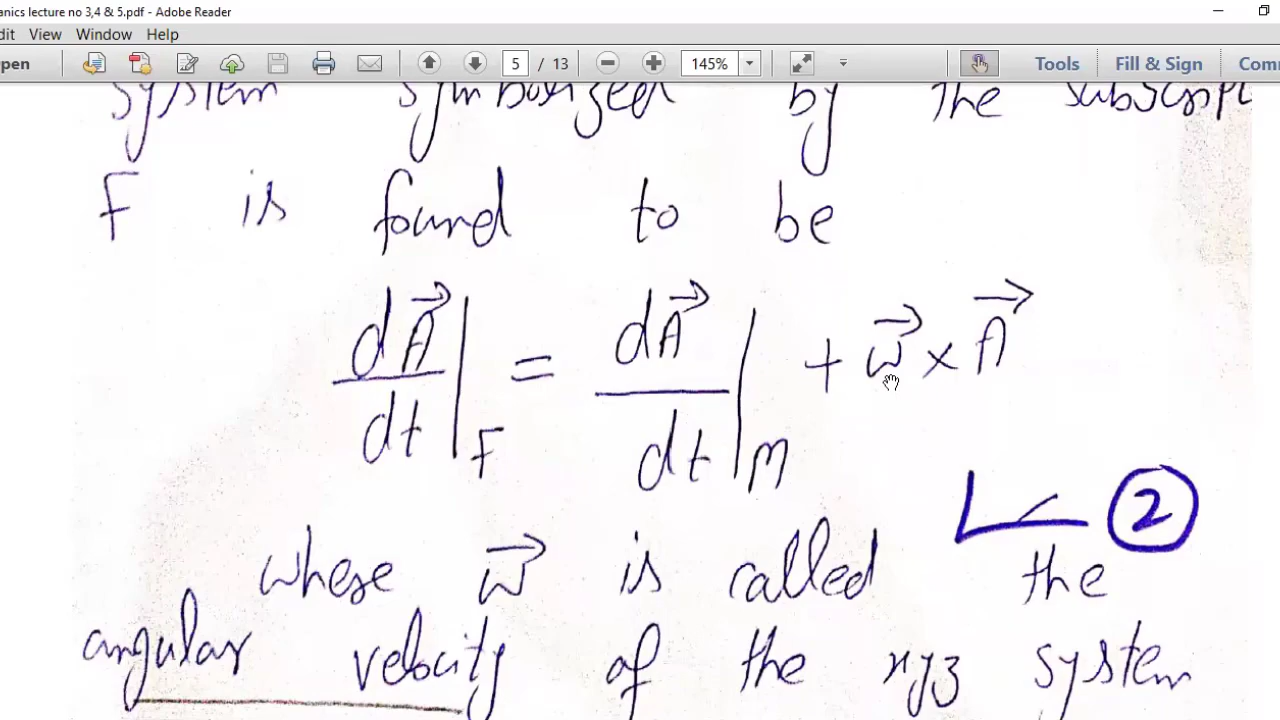 anics lecture no 3,4 & 5.pdf - Adobe Reader
dit View Window Help
pen 5 / 13 145% Tools Fill & Sign Com
system symbolized by the subscript
F is found to be
dA⃗/dt|F = dA⃗/dt|M + w⃗ × A⃗
2
where w⃗ is called the
angular velocity of the xyz system